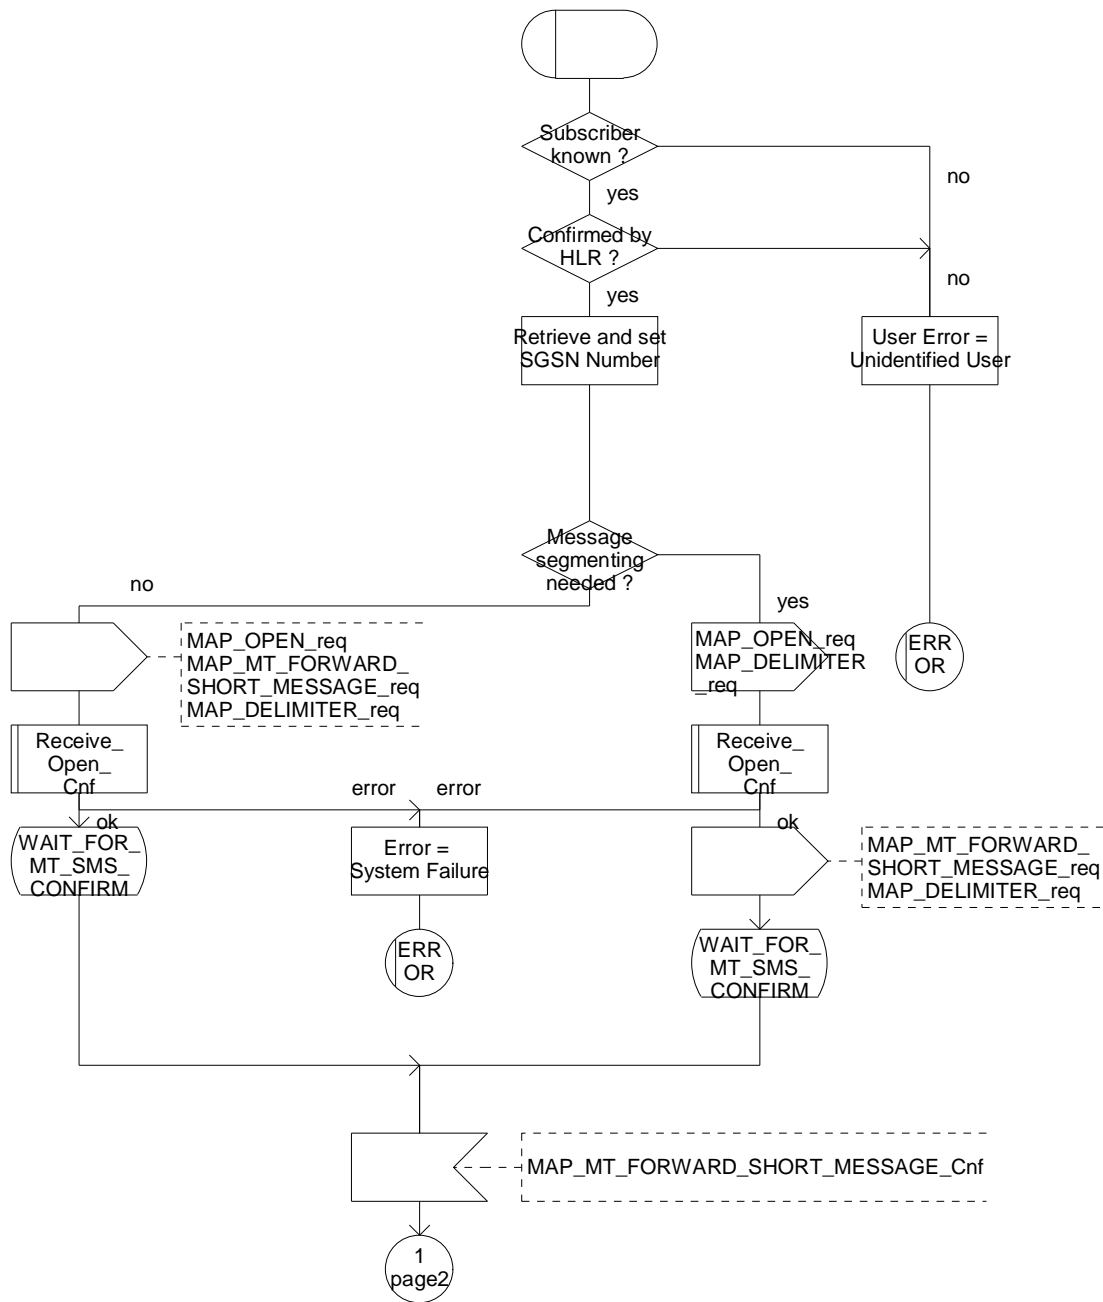 Subscriber
known ?
no
yes
Confirmed by
HLR ?
no
yes
Retrieve and set
SGSN Number
User Error =
Unidentified User
Message
segmenting
needed ?
no
yes
MAP_OPEN_req
MAP_MT_FORWARD_
SHORT_MESSAGE_req
MAP_DELIMITER_req
MAP_OPEN_req
MAP_DELIMITER
_req
ERR
OR
Receive_
Open_
Cnf
Receive_
Open_
Cnf
error
error
ok
ok
WAIT_FOR_
MT_SMS_
CONFIRM
Error =
System Failure
MAP_MT_FORWARD_
SHORT_MESSAGE_req
MAP_DELIMITER_req
ERR
OR
WAIT_FOR_
MT_SMS_
CONFIRM
MAP_MT_FORWARD_SHORT_MESSAGE_Cnf
1
page2